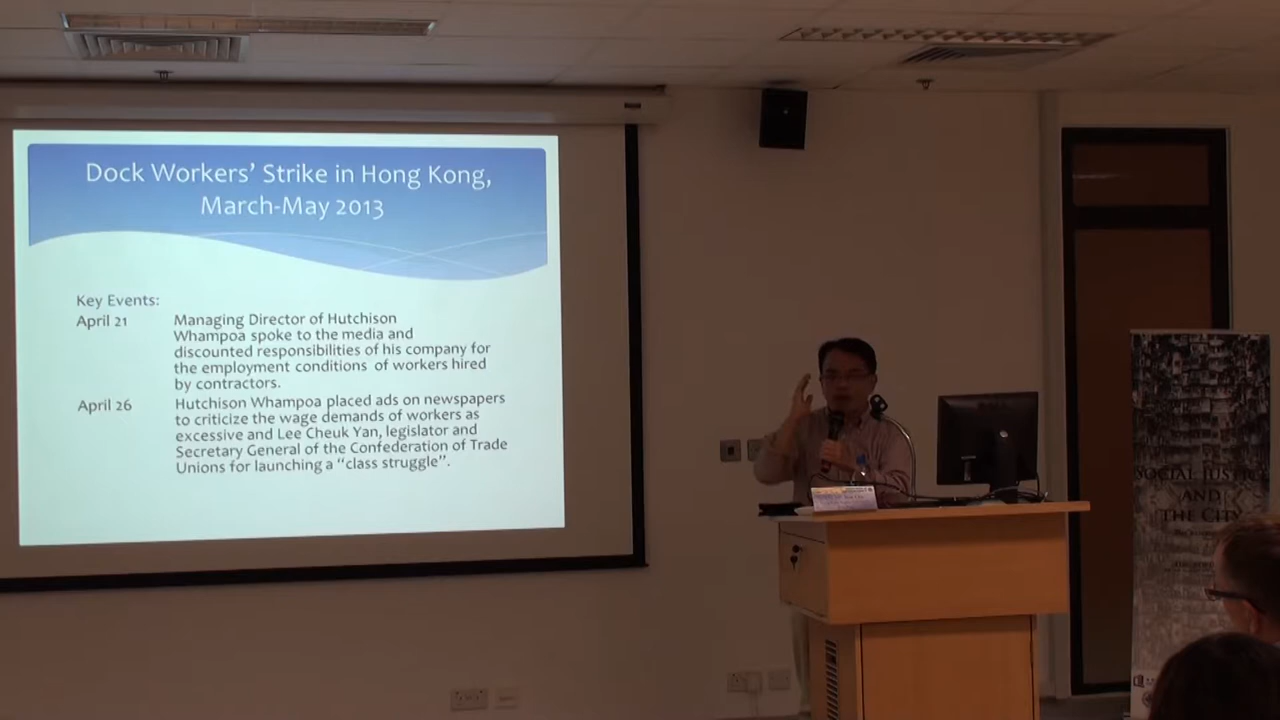 Dock Workers’ Strike in Hong Kong,
March-May 2013
Key Events:
April 21 Managing Director of Hutchison
Whampoa spoke to the media and
discounted responsibilities of his company for
the employment conditions of workers hired
by contractors.
April 26 Hutchison Whampoa placed ads on newspapers
to criticize the wage demands of workers as
excessive and Lee Cheuk Yan, legislator and
Secretary General of the Confederation of Trade
Unions for launching a “class struggle”.
SOCIAL JUSTICE
AND
THE CITY